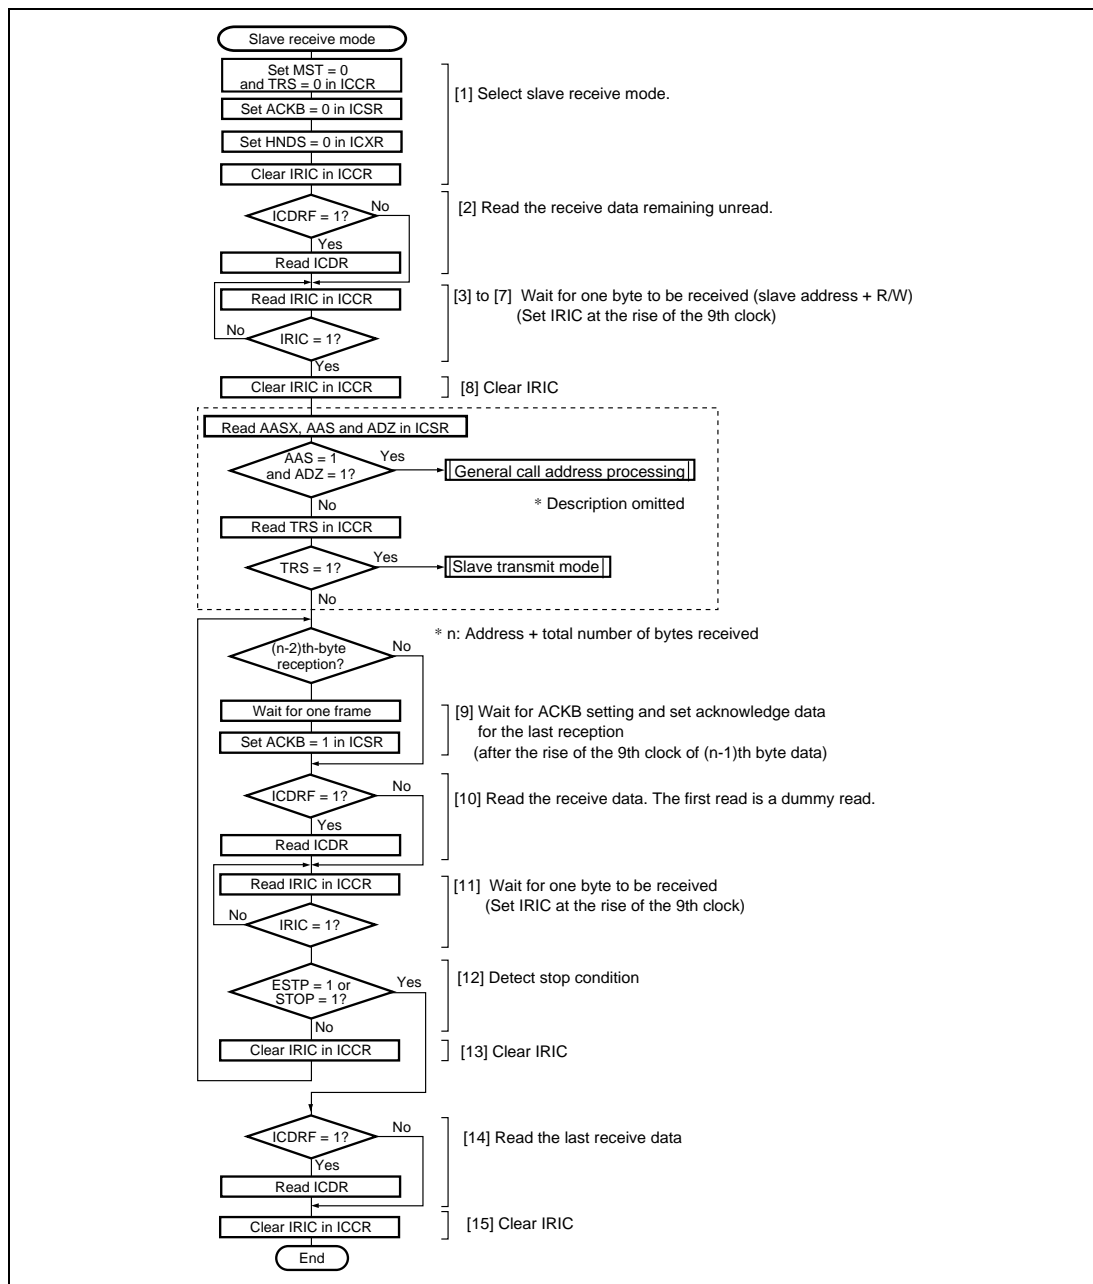 Slave receive mode
Set MST = 0
and TRS = 0 in ICCR
[1] Select slave receive mode.
Set ACKB = 0 in ICSR
Set HNDS = 0 in ICXR
Clear IRIC in ICCR
ICDRF = 1?
No
[2] Read the receive data remaining unread.
Yes
Read ICDR
Read IRIC in ICCR
[3] to [7] Wait for one byte to be received (slave address + R/W)
(Set IRIC at the rise of the 9th clock)
No
IRIC = 1?
Yes
Clear IRIC in ICCR
[8] Clear IRIC
Read AASX, AAS and ADZ in ICSR
AAS = 1
and ADZ = 1?
Yes
General call address processing
No
* Description omitted
Read TRS in ICCR
TRS = 1?
Yes
Slave transmit mode
No
* n: Address + total number of bytes received
(n-2)th-byte
reception?
No
Wait for one frame
Set ACKB = 1 in ICSR
[9] Wait for ACKB setting and set acknowledge data
for the last reception
(after the rise of the 9th clock of (n-1)th byte data)
ICDRF = 1?
No
[10] Read the receive data. The first read is a dummy read.
Yes
Read ICDR
Read IRIC in ICCR
[11] Wait for one byte to be received
(Set IRIC at the rise of the 9th clock)
No
IRIC = 1?
ESTP = 1 or
STOP = 1?
Yes
[12] Detect stop condition
No
Clear IRIC in ICCR
[13] Clear IRIC
ICDRF = 1?
No
[14] Read the last receive data
Yes
Read ICDR
Clear IRIC in ICCR
[15] Clear IRIC
End